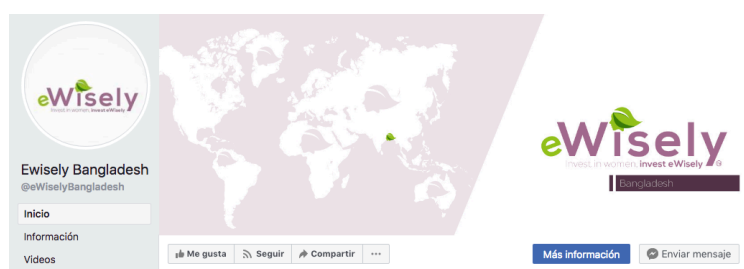 eWisely
Invest in women, invest eWisely
Ewisely Bangladesh
@eWiselyBangladesh
Inicio
Información
Videos
eWisely
Invest in women, invest eWisely @
Bangladesh
Me gusta
Seguir
Compartir
...
Más información
Enviar mensaje